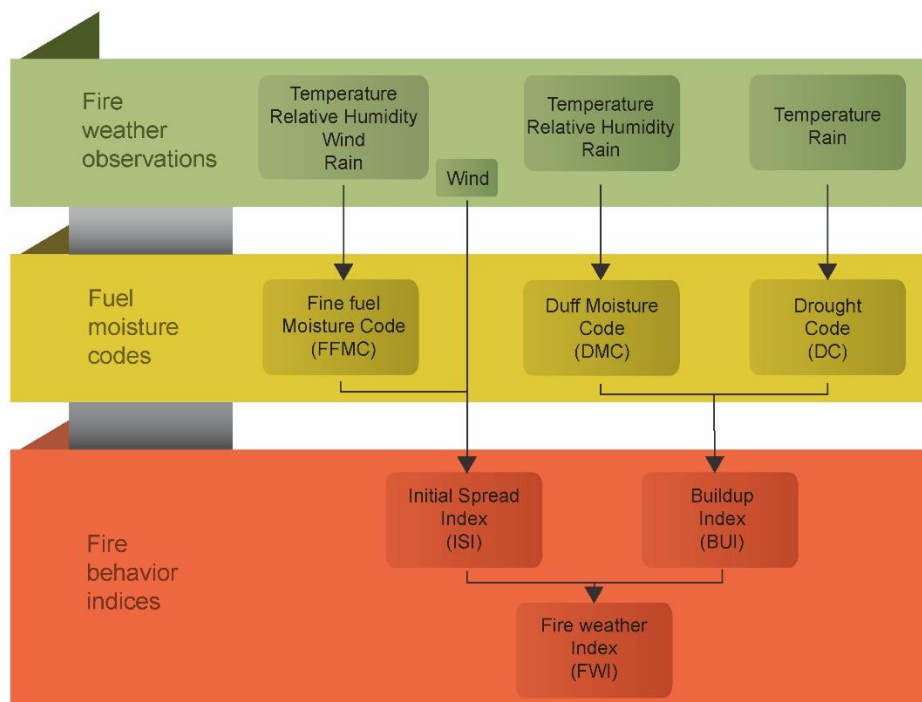 Fire
weather
observations
Temperature
Relative Humidity
Wind
Rain
Wind
Temperature
Relative Humidity
Rain
Temperature
Rain
Fuel
moisture
codes
Fine fuel
Moisture Code
(FFMC)
Duff Moisture
Code
(DMC)
Drought
Code
(DC)
Fire
behavior
indices
Initial Spread
Index
(ISI)
Buildup
Index
(BUI)
Fire weather
Index
(FWI)